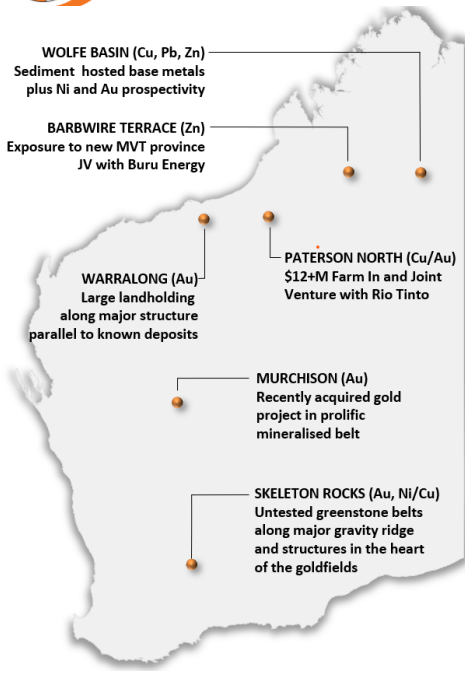 WOLFE BASIN (Cu, Pb, Zn)
Sediment hosted base metals
plus Ni and Au prospectivity
BARBWIRE TERRACE (Zn)
Exposure to new MVT province
JV with Buru Energy
PATERSON NORTH (Cu/Au)
$12+M Farm In and Joint
Venture with Rio Tinto
WARRALONG (Au)
Large landholding
along major structure
parallel to known deposits
MURCHISON (Au)
Recently acquired gold
project in prolific
mineralised belt
SKELETON ROCKS (Au, Ni/Cu)
Untested greenstone belts
along major gravity ridge
and structures in the heart
of the goldfields